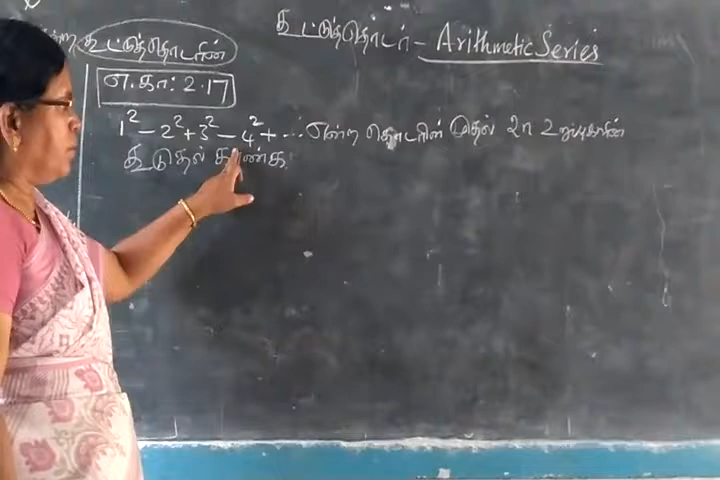 கூட்டுத்தொடர் - Arithmetic Series
கூட்டுத்தொடரின்
எ.கா: 2.17
1² - 2² + 3² - 4² + ... என்ற தொடரின் முதல் 2n உறுப்புகளின்
கூடுதல் காண்க: